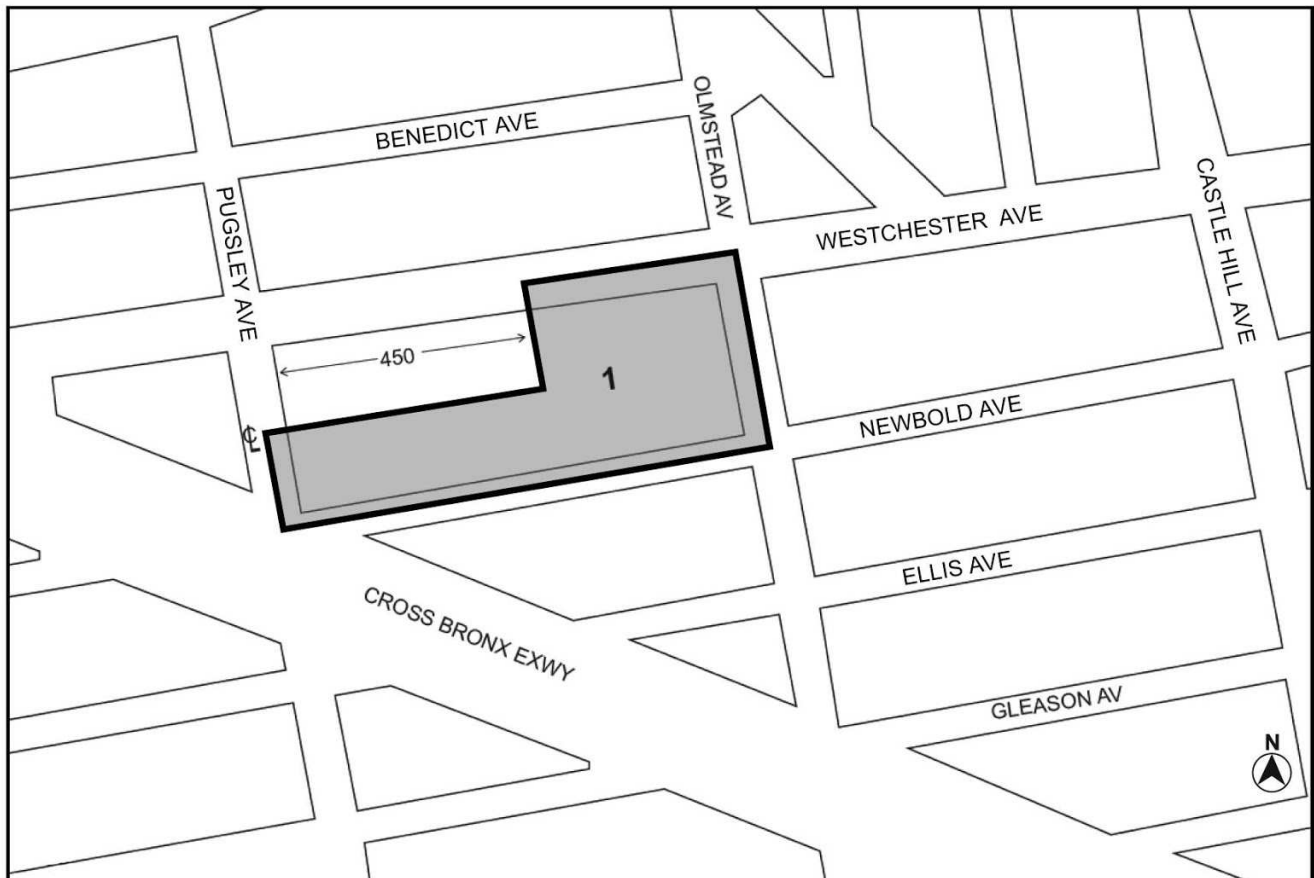 BENEDICT AVE
OLMSTEAD AV
PUGSLEY AVE
WESTCHESTER AVE
CASTLE HILL AVE
450
1
NEWBOLD AVE
ELLIS AVE
CROSS BRONX EXWY
GLEASON AV
N